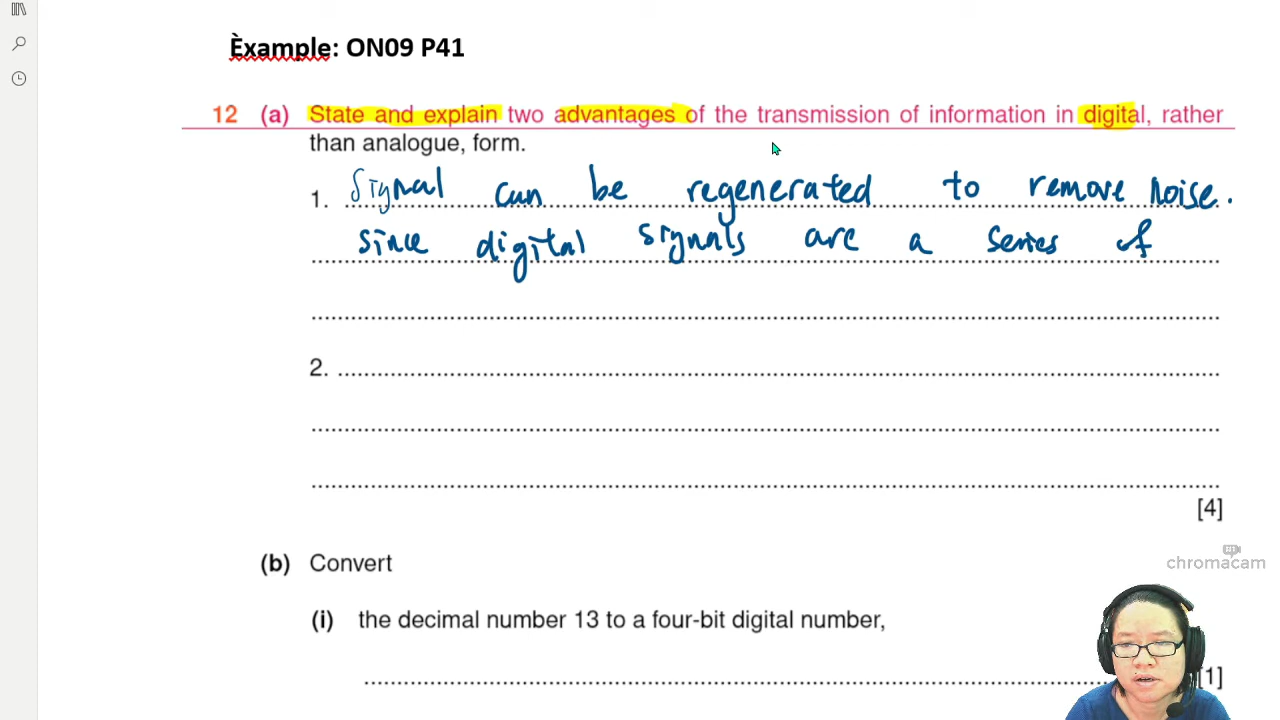 Èxample: ON09 P41
12 (a) State and explain two advantages of the transmission of information in digital, rather
than analogue, form.
1. Signal can be regenerated to remove noise.
since digital signals are a series of
2.
[4]
(b) Convert
(i) the decimal number 13 to a four-bit digital number,
[1]
chromacam